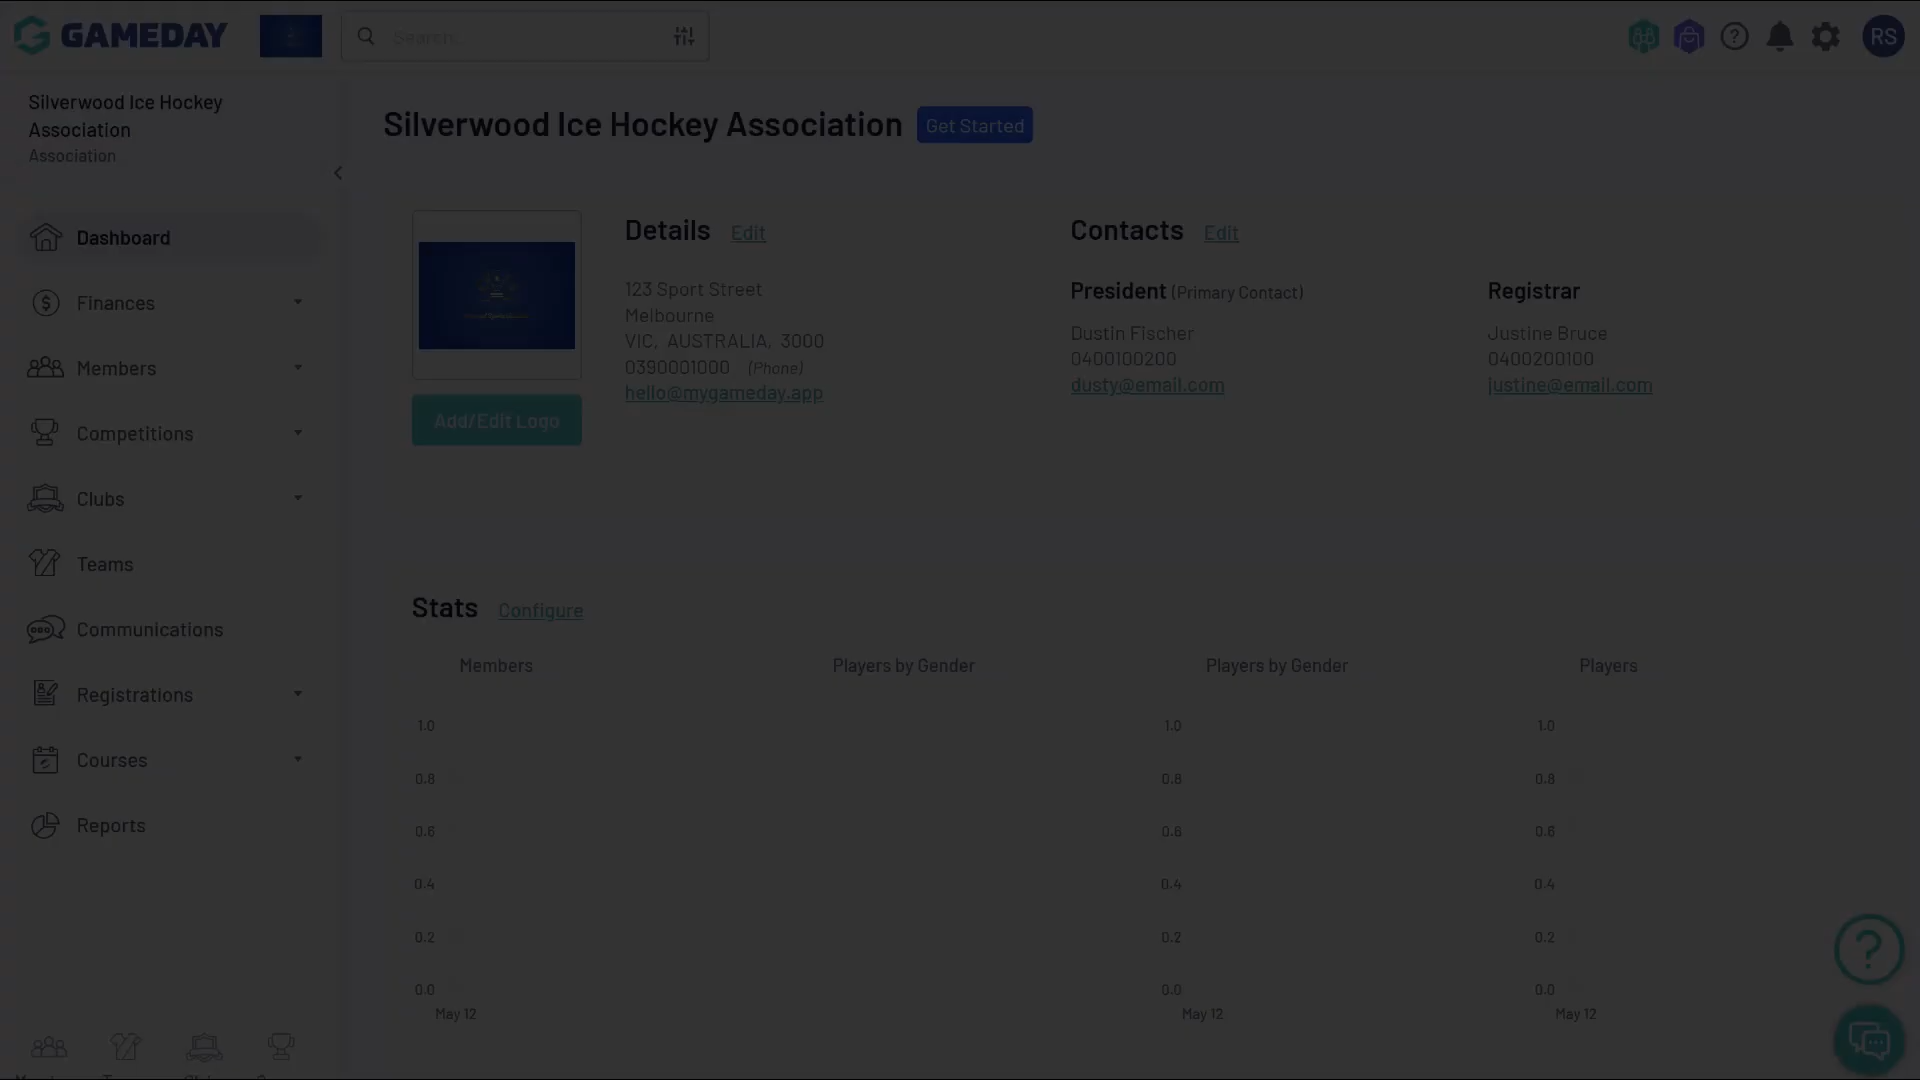 GAMEDAY
Search...
RS
Silverwood Ice Hockey
Association
Association
Dashboard
Finances
Members
Competitions
Clubs
Teams
Communications
Registrations
Courses
Reports
Silverwood Ice Hockey Association
Get Started
Add/Edit Logo
Details Edit
123 Sport Street
Melbourne
VIC, AUSTRALIA, 3000
0390001000 (Phone)
hello@mygameday.app
Contacts Edit
President (Primary Contact)
Dustin Fischer
0400100200
dusty@email.com
Registrar
Justine Bruce
0400200100
justine@email.com
Stats Configure
Members
1.0
0.8
0.6
0.4
0.2
0.0
May 12
Players by Gender
Players by Gender
1.0
0.8
0.6
0.4
0.2
0.0
May 12
Players
1.0
0.8
0.6
0.4
0.2
0.0
May 12